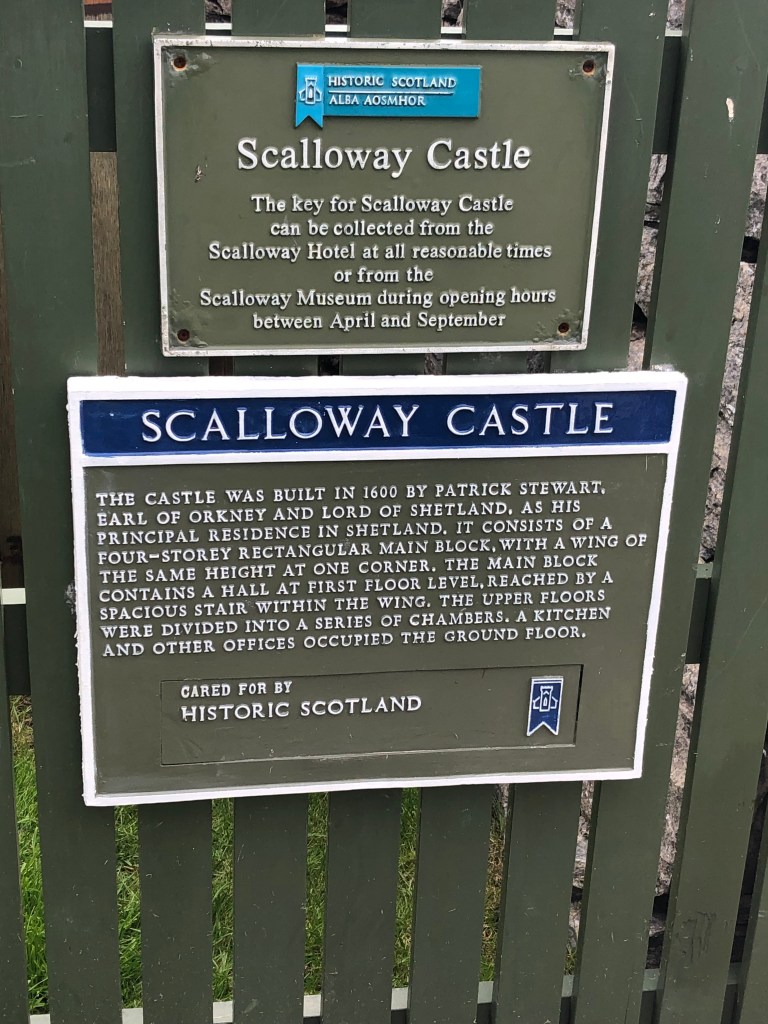 HISTORIC SCOTLAND
ALBA AOSMHOR
Scalloway Castle
The key for Scalloway Castle
can be collected from the
Scalloway Hotel at all reasonable times
or from the
Scalloway Museum during opening hours
between April and September
SCALLOWAY CASTLE
THE CASTLE WAS BUILT IN 1600 BY PATRICK STEWART,
EARL OF ORKNEY AND LORD OF SHETLAND, AS HIS
PRINCIPAL RESIDENCE IN SHETLAND. IT CONSISTS OF A
FOUR-STOREY RECTANGULAR MAIN BLOCK, WITH A WING OF
THE SAME HEIGHT AT ONE CORNER. THE MAIN BLOCK
CONTAINS A HALL AT FIRST FLOOR LEVEL, REACHED BY A
SPACIOUS STAIR WITHIN THE WING. THE UPPER FLOORS
WERE DIVIDED INTO A SERIES OF CHAMBERS. A KITCHEN
AND OTHER OFFICES OCCUPIED THE GROUND FLOOR.
CARED FOR BY
HISTORIC SCOTLAND